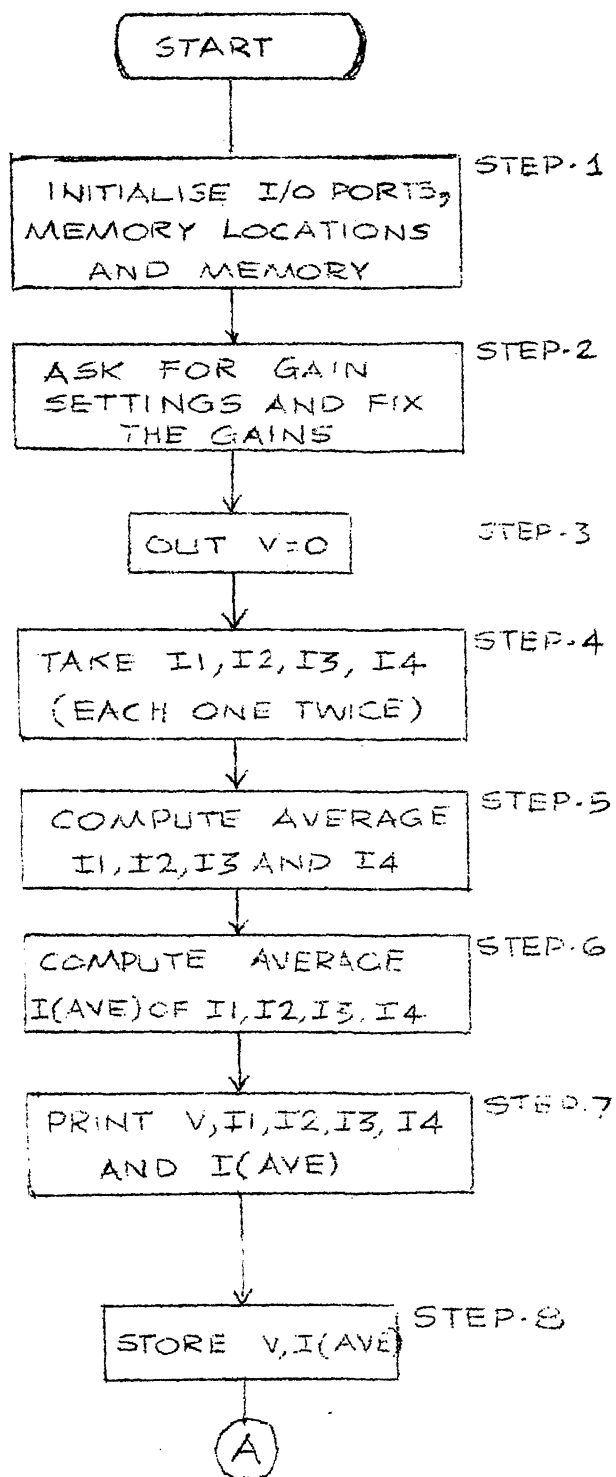 START
STEP.1
INITIALISE I/O PORTS,
MEMORY LOCATIONS
AND MEMORY
STEP.2
ASK FOR GAIN
SETTINGS AND FIX
THE GAINS
STEP.3
OUT V=0
STEP.4
TAKE I1, I2, I3, I4
(EACH ONE TWICE)
STEP.5
COMPUTE AVERAGE
I1, I2, I3 AND I4
STEP.6
COMPUTE AVERAGE
I(AVE) OF I1, I2, I3, I4
STEP.7
PRINT V, I1, I2, I3, I4
AND I(AVE)
STEP.8
STORE V, I(AVE)
A